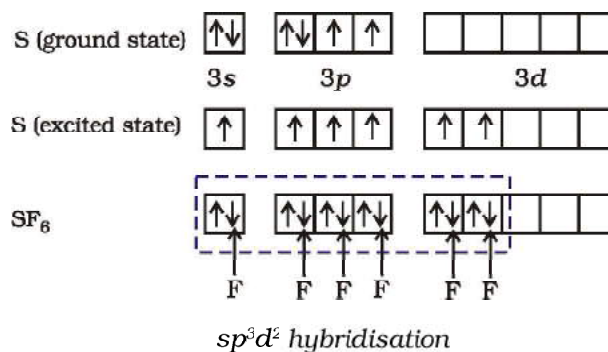 S (ground state)
3s 3p 3d
S (excited state)
SF₆
F F F F F F
sp³d² hybridisation